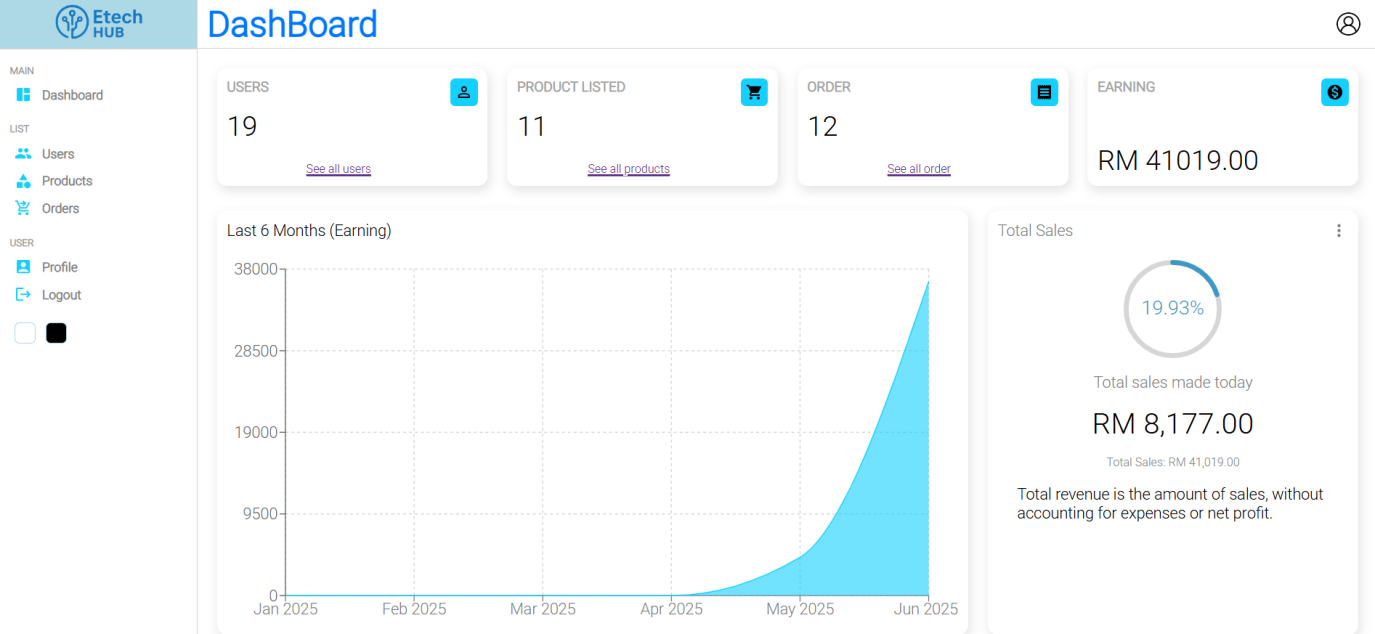 Etech
HUB
DashBoard
MAIN
Dashboard
LIST
Users
Products
Orders
USER
Profile
Logout
USERS
19
See all users
PRODUCT LISTED
11
See all products
ORDER
12
See all order
EARNING
RM 41019.00
Last 6 Months (Earning)
38000
28500
19000
9500
0
Jan 2025 Feb 2025 Mar 2025 Apr 2025 May 2025 Jun 2025
Total Sales
19.93%
Total sales made today
RM 8,177.00
Total Sales: RM 41,019.00
Total revenue is the amount of sales, without
accounting for expenses or net profit.